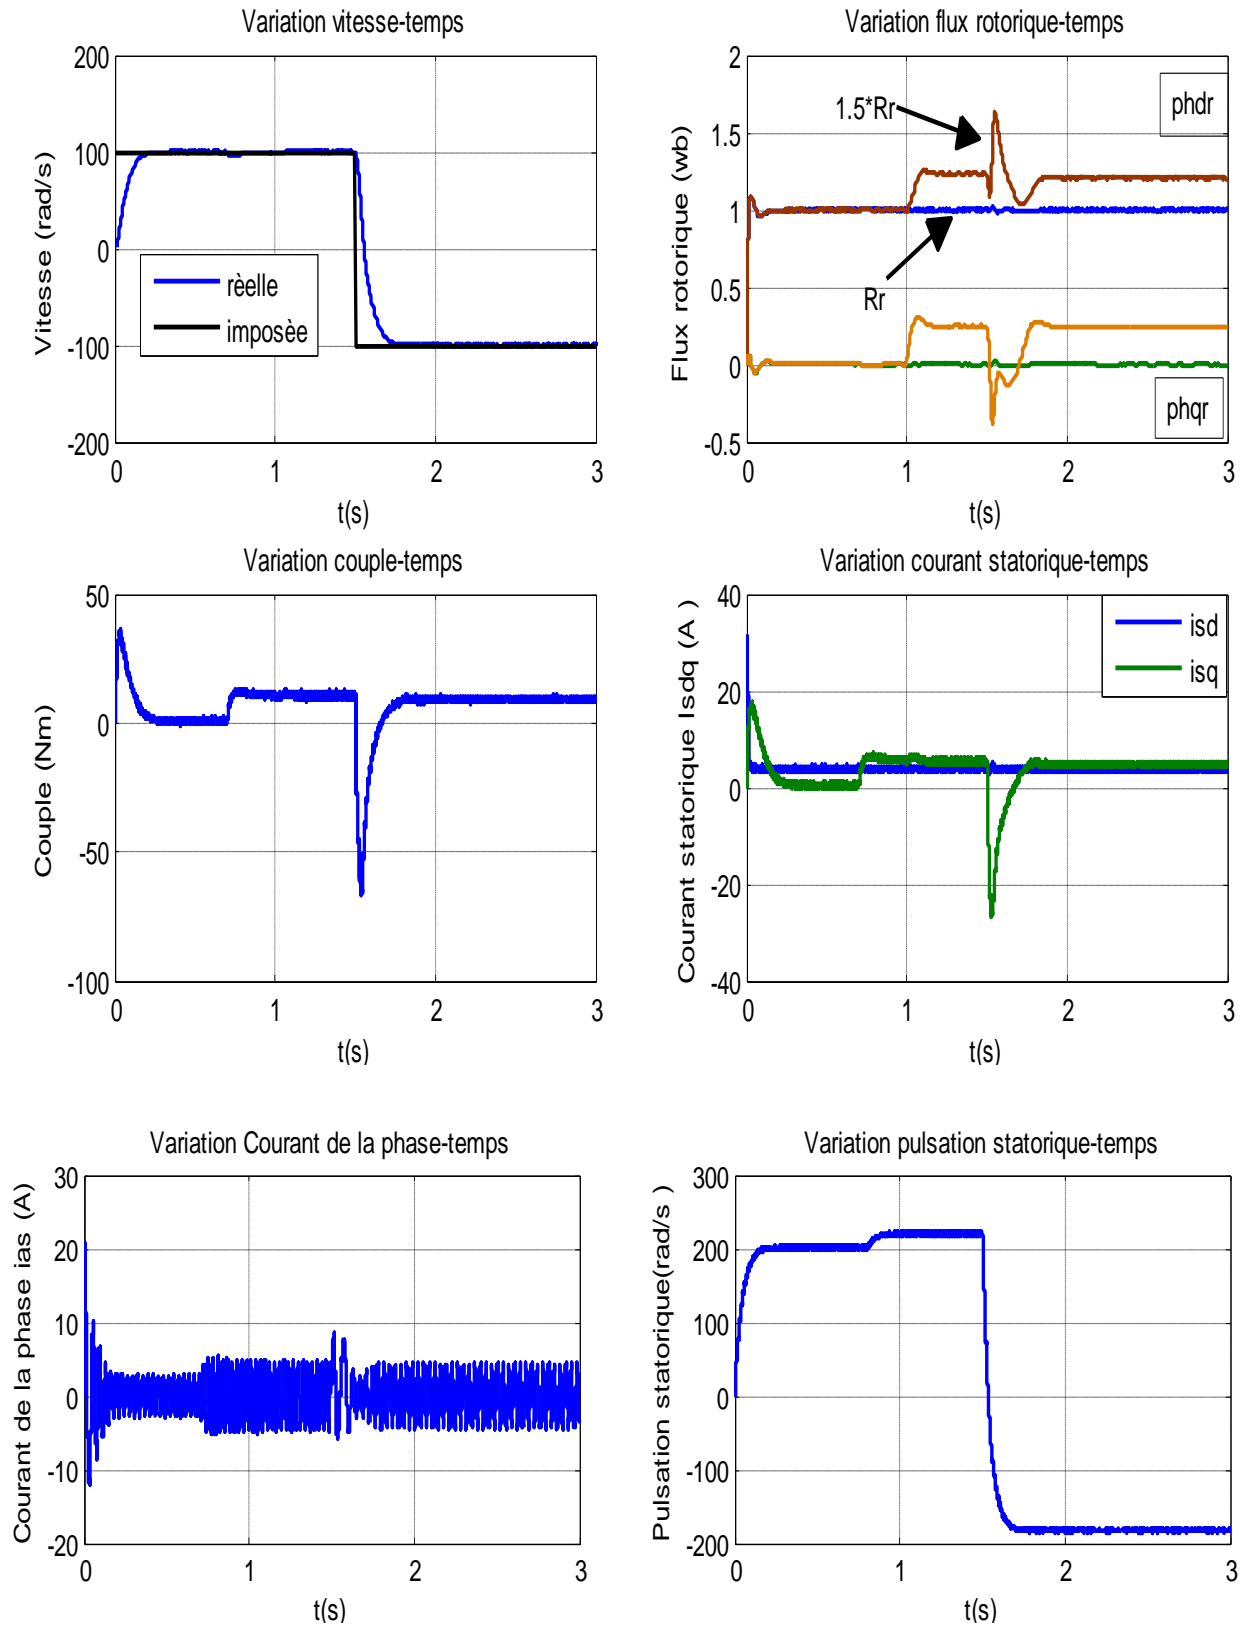 Variation vitesse-temps
Vitesse (rad/s)
200
100
0
-100
-200
rèelle
imposèe
0 1 2 3
t(s)
Variation flux rotorique-temps
Flux rotorique (wb)
2
1.5
1
0.5
0
-0.5
1.5*Rr
phdr
Rr
phqr
0 1 2 3
t(s)
Variation couple-temps
Couple (Nm)
50
0
-50
-100
0 1 2 3
t(s)
Variation courant statorique-temps
Courant statorique Isdq (A )
40
20
0
-20
-40
isd
isq
0 1 2 3
t(s)
Variation Courant de la phase-temps
Courant de la phase ias (A)
30
20
10
0
-10
-20
0 1 2 3
t(s)
Variation pulsation statorique-temps
Pulsation statorique(rad/s )
300
200
100
0
-100
-200
0 1 2 3
t(s)